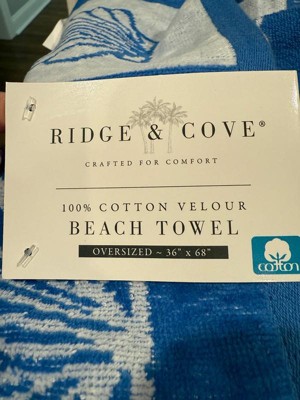 RIDGE & COVE®
CRAFTED FOR COMFORT
100% COTTON VELOUR
BEACH TOWEL
OVERSIZED ~ 36" x 68"
cotton